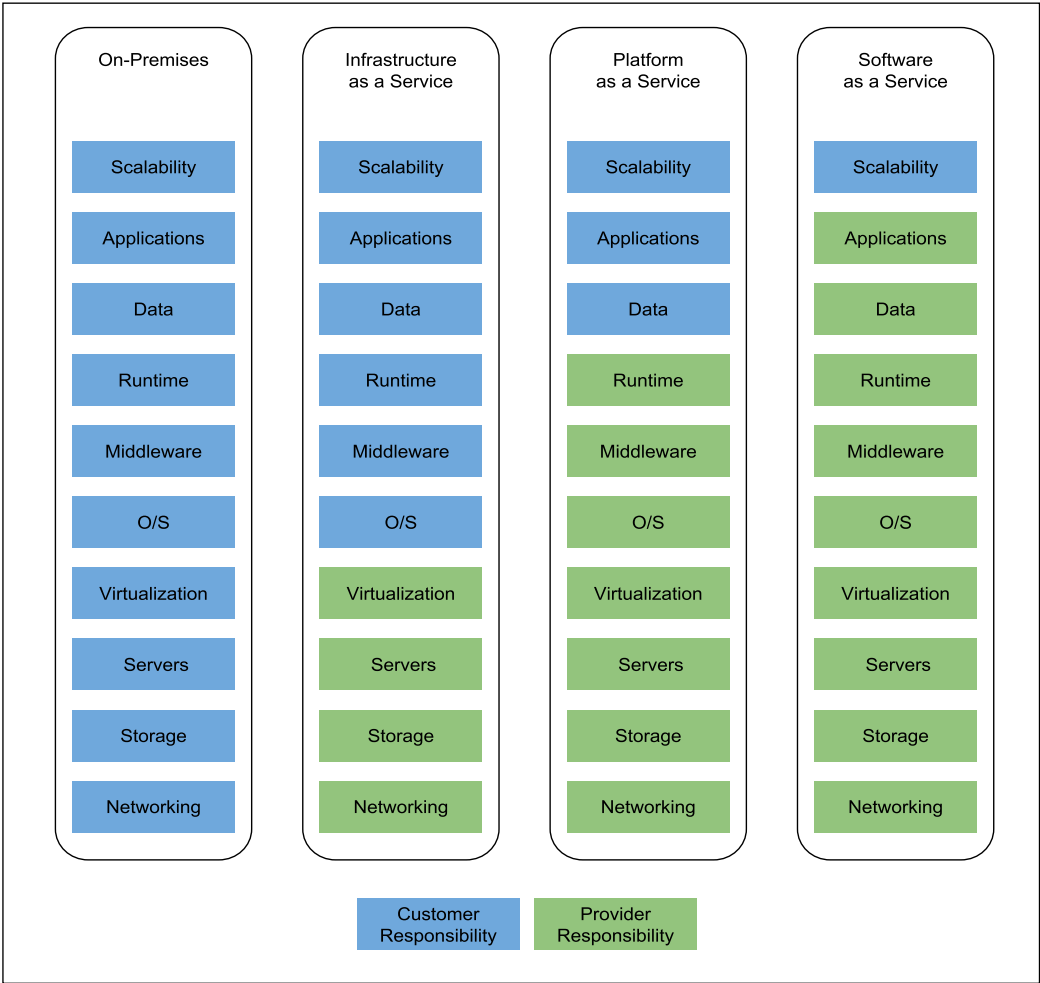 On-Premises
Scalability
Applications
Data
Runtime
Middleware
O/S
Virtualization
Servers
Storage
Networking
Infrastructure
as a Service
Scalability
Applications
Data
Runtime
Middleware
O/S
Virtualization
Servers
Storage
Networking
Platform
as a Service
Scalability
Applications
Data
Runtime
Middleware
O/S
Virtualization
Servers
Storage
Networking
Software
as a Service
Scalability
Applications
Data
Runtime
Middleware
O/S
Virtualization
Servers
Storage
Networking
Customer
Responsibility
Provider
Responsibility